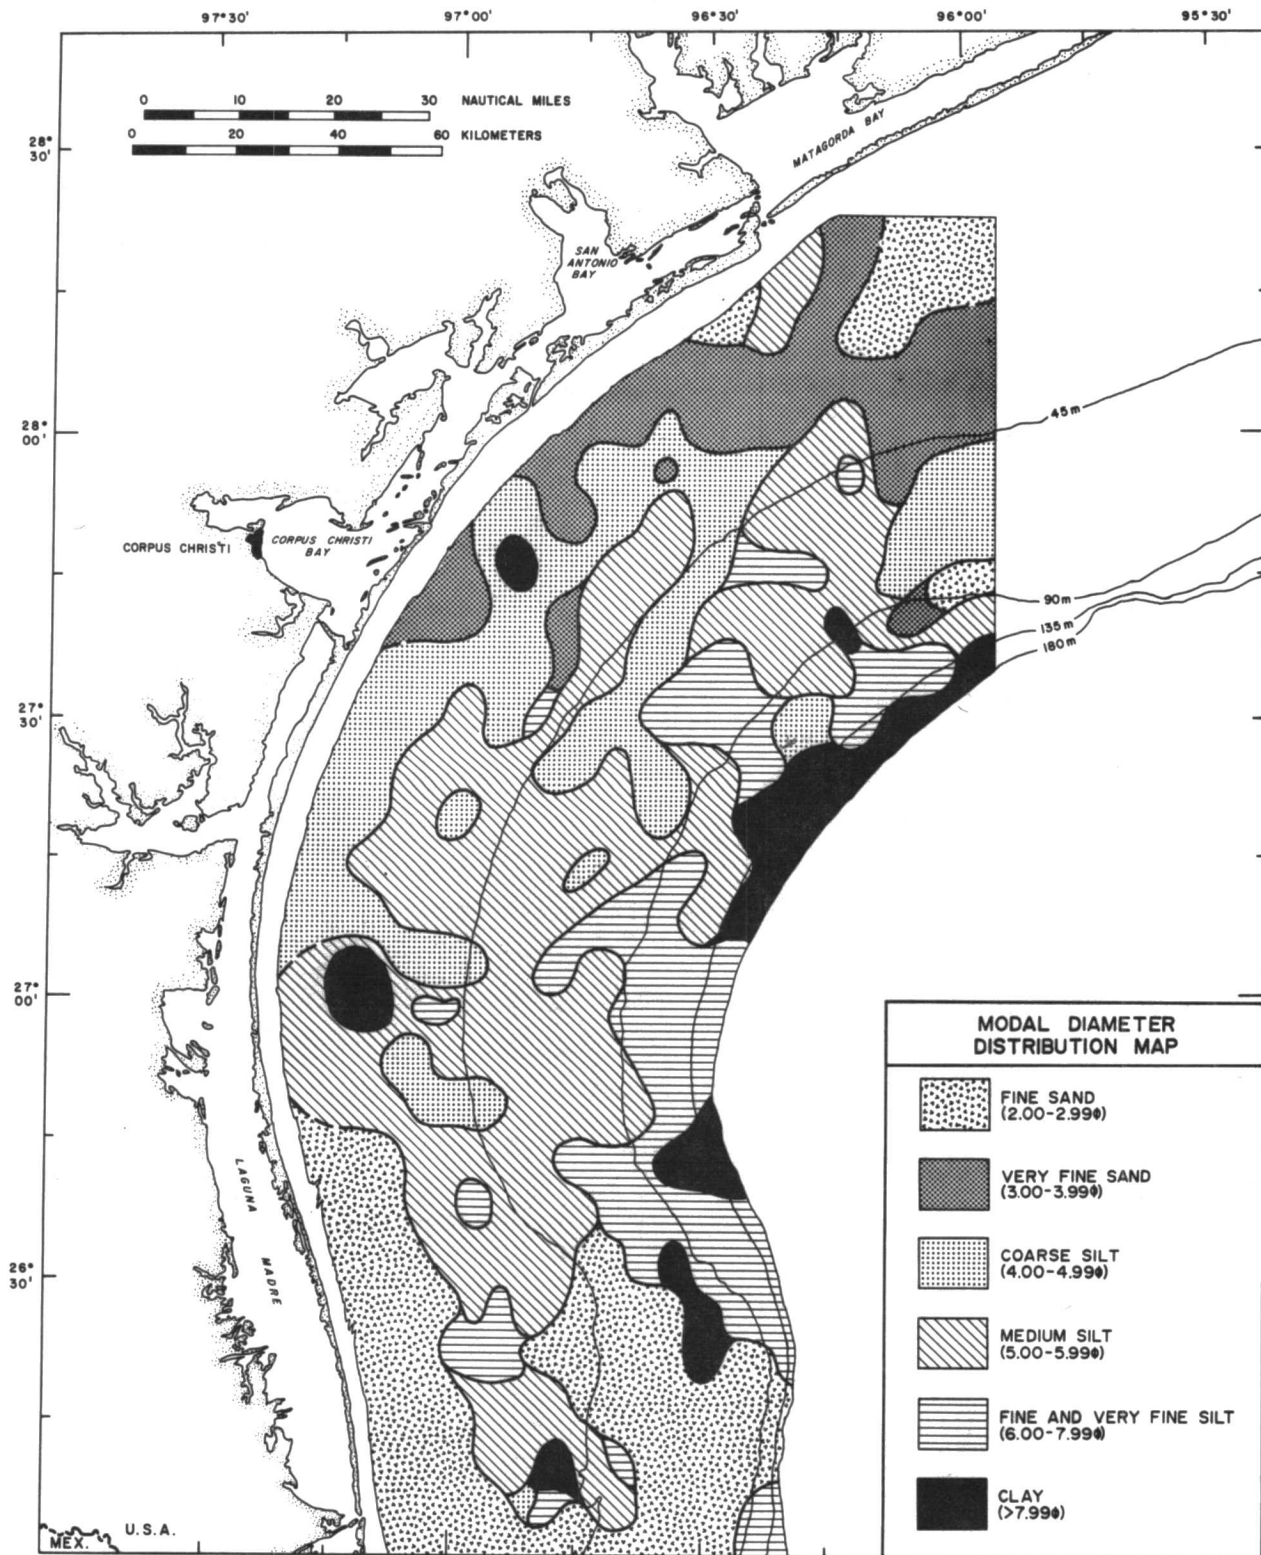 97°30'
97°00'
96°30'
96°00'
95°30'
0 10 20 30 NAUTICAL MILES
0 20 40 60 KILOMETERS
28°
30'
MATAGORDA BAY
SAN
ANTONIO
BAY
28°
00'
45m
CORPUS CHRISTI
CORPUS CHRISTI
BAY
90m
135m
180m
27°
30'
27°
00'
MODAL DIAMETER
DISTRIBUTION MAP
FINE SAND
(2.00-2.99ϕ)
VERY FINE SAND
(3.00-3.99ϕ)
LAGUNA MADRE
COARSE SILT
(4.00-4.99ϕ)
26°
30'
MEDIUM SILT
(5.00-5.99ϕ)
FINE AND VERY FINE SILT
(6.00-7.99ϕ)
CLAY
(>7.99ϕ)
U.S.A.
MEX.